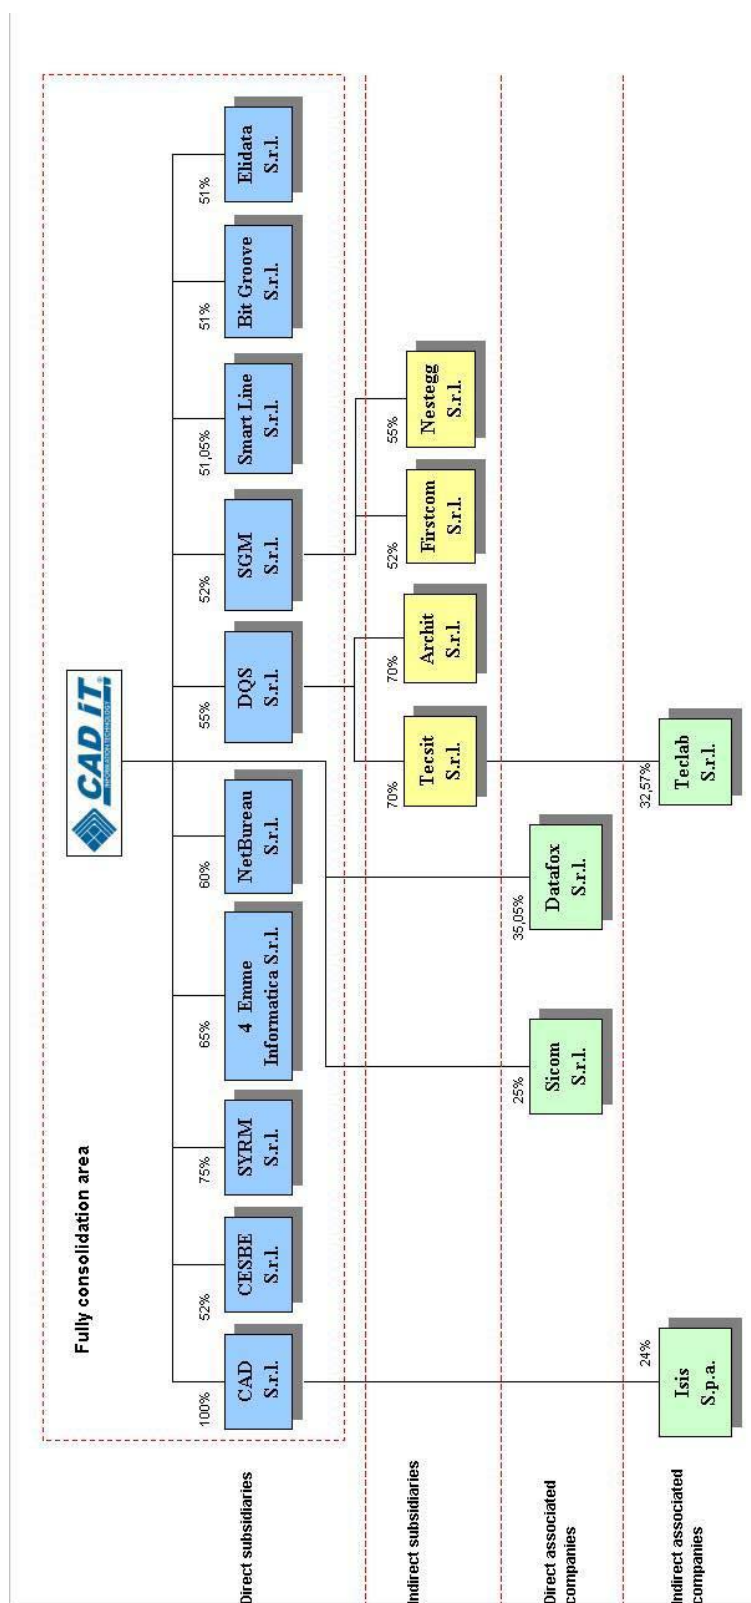 Fully consolidation area
CAD iT®
INFORMATION TECHNOLOGY
Direct subsidiaries
100%
CAD
S.r.l.
52%
CESBE
S.r.l.
75%
SYRM
S.r.l.
65%
4 Emme
Informatica S.r.l.
60%
NetBureau
S.r.l.
55%
DQS
S.r.l.
52%
SGM
S.r.l.
51,05%
Smart Line
S.r.l.
51%
Bit Groove
S.r.l.
51%
Elidata
S.r.l.
Indirect subsidiaries
70%
Tecsit
S.r.l.
70%
Archit
S.r.l.
52%
Firstcom
S.r.l.
55%
Nestegg
S.r.l.
Direct associated
companies
25%
Sicom
S.r.l.
35,05%
Datafox
S.r.l.
Indirect associated
companies
24%
Isis
S.p.a.
32,57%
Teclab
S.r.l.